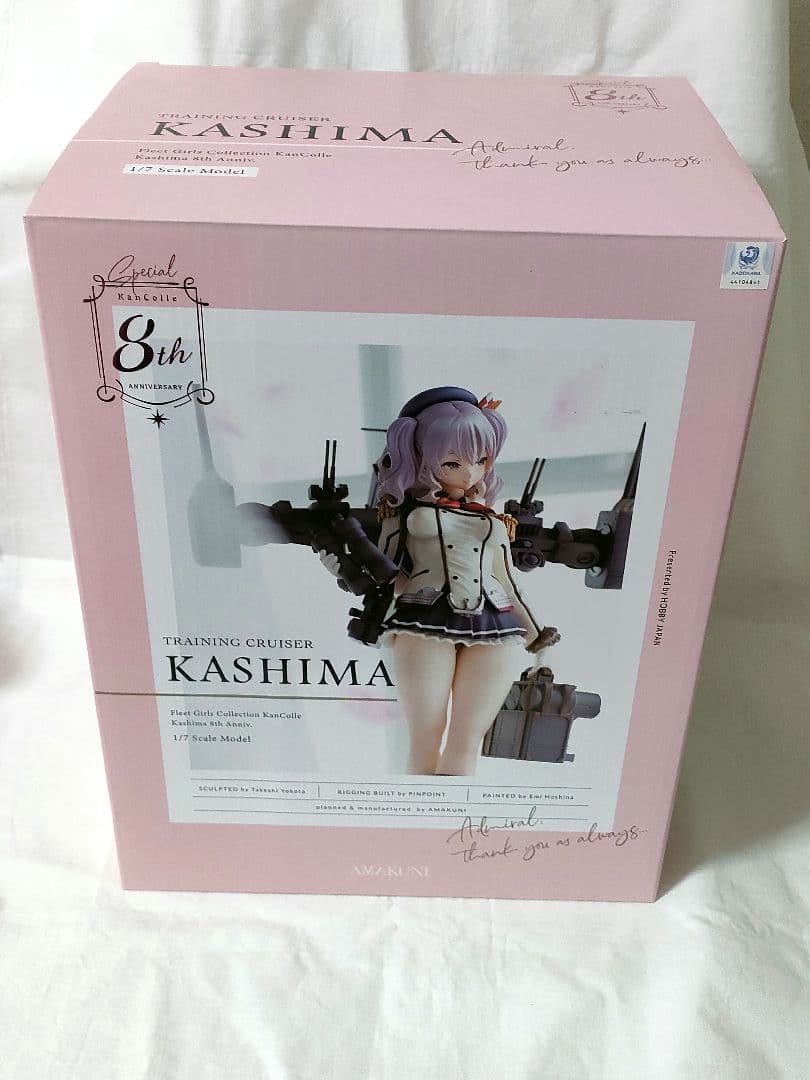 Special
8th
TRAINING CRUISER
KASHIMA
Admiral,
thank you as always...
Fleet Girls Collection KanColle
Kashima 8th Anniv.
1/7 Scale Model
KADOKAWA
Special
KanColle
8th
ANNIVERSARY
Presented by HOBBY JAPAN
TRAINING CRUISER
KASHIMA
Fleet Girls Collection KanColle
Kashima 8th Anniv.
1/7 Scale Model
SCULPTED by Takeshi Yokota
RIGGING BUILT by PINPOINT
PAINTED by Emi Hoshina
planned & manufactured by AMAKUNI
Admiral,
thank you as always...
AMAKUNI